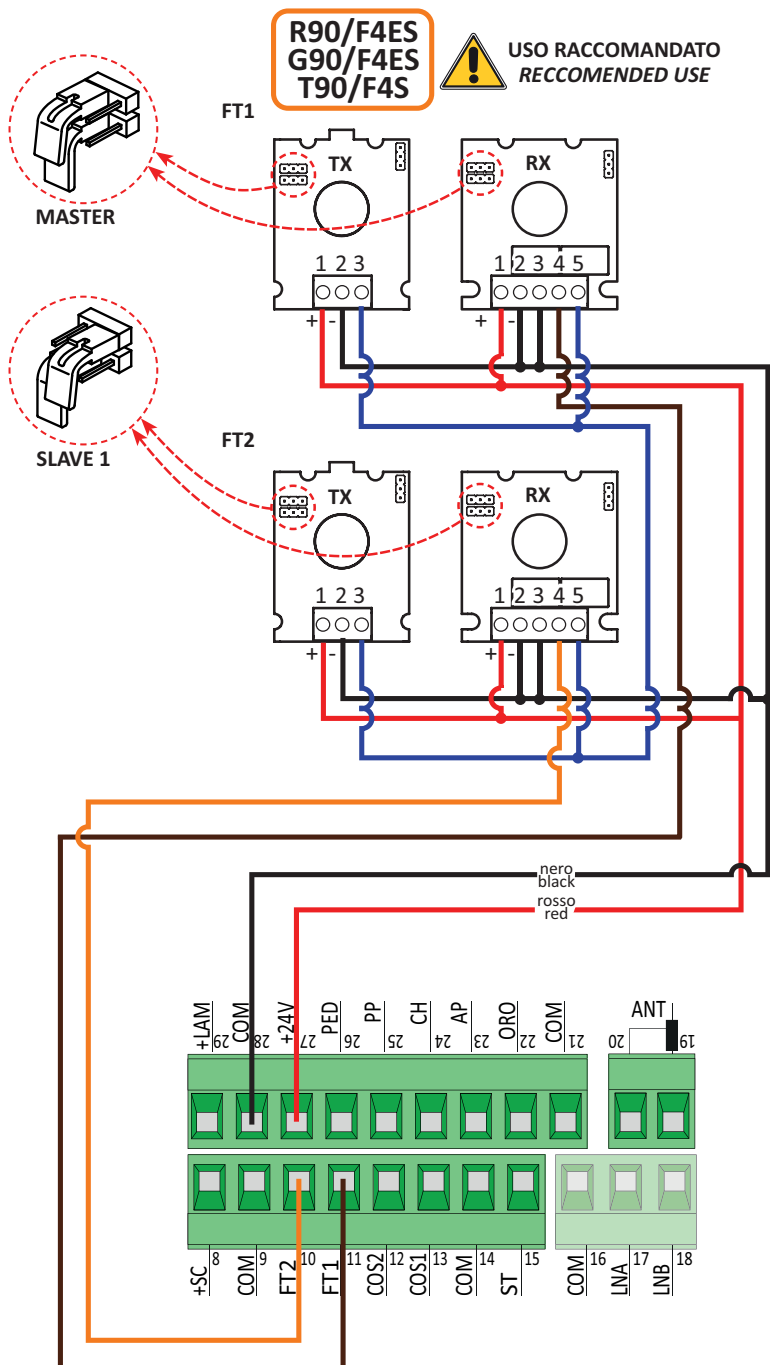 R90/F4ES
G90/F4ES
T90/F4S
USO RACCOMANDATO
RECCOMENDED USE
FT1
MASTER
TX
RX
1 2 3
1 2 3 4 5
+ -
+ -
SLAVE 1
FT2
TX
RX
1 2 3
1 2 3 4 5
+ -
+ -
nero
black
rosso
red
+LAM 29
COM 28
+24V 27
PED 26
PP 25
CH 24
AP 23
ORO 22
COM 21
ANT
20
19
+SC 8
COM 9
FT2 10
FT1 11
COS2 12
COS1 13
COM 14
ST 15
COM 16
LNA 17
LNB 18